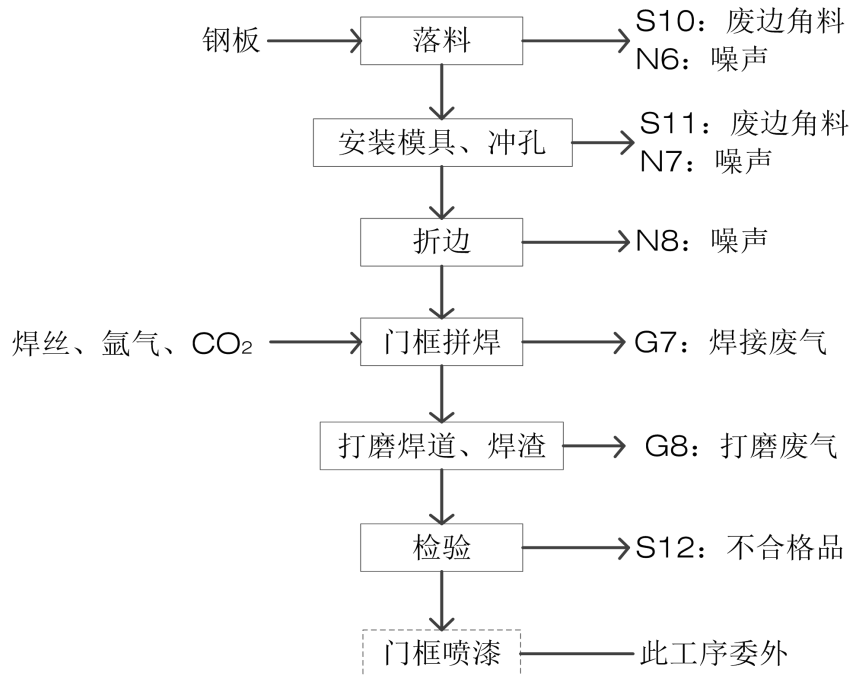 钢板
落料
S10：废边角料
N6：噪声
安装模具、冲孔
S11：废边角料
N7：噪声
折边
N8：噪声
焊丝、氩气、CO₂
门框拼焊
G7：焊接废气
打磨焊道、焊渣
G8：打磨废气
检验
S12：不合格品
门框喷漆
此工序委外